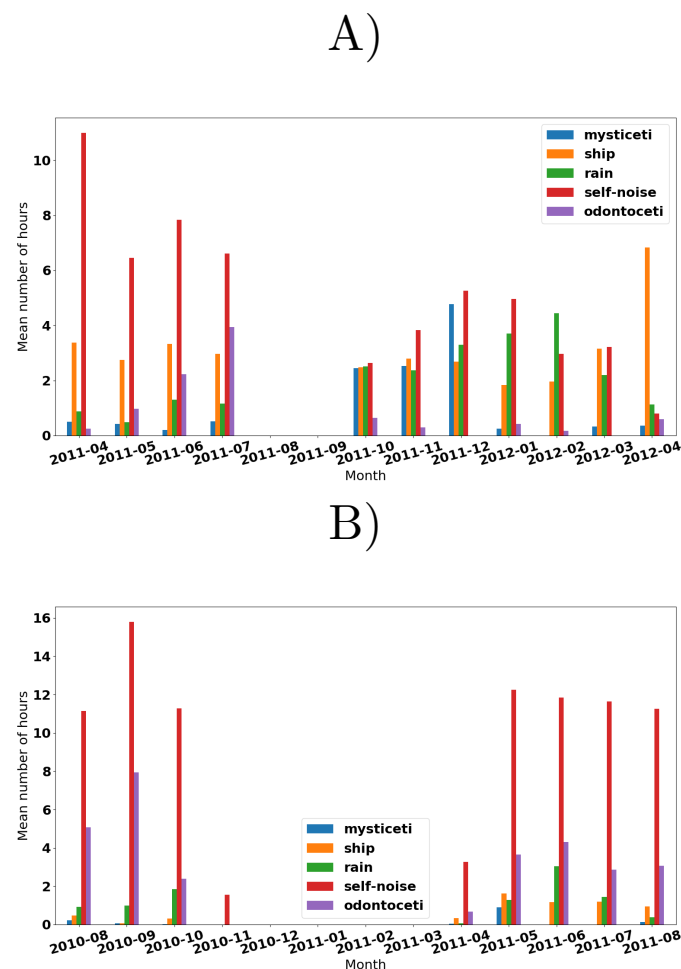 A)
mysticeti
ship
rain
self-noise
odontoceti
10
8
6
4
2
0
Mean number of hours
2011-04 2011-05 2011-06 2011-07 2011-08 2011-09 2011-10 2011-11 2011-12 2012-01 2012-02 2012-03 2012-04
Month
B)
16
14
12
10
8
6
4
2
0
Mean number of hours
mysticeti
ship
rain
self-noise
odontoceti
2010-08 2010-09 2010-10 2010-11 2010-12 2011-01 2011-02 2011-03 2011-04 2011-05 2011-06 2011-07 2011-08
Month